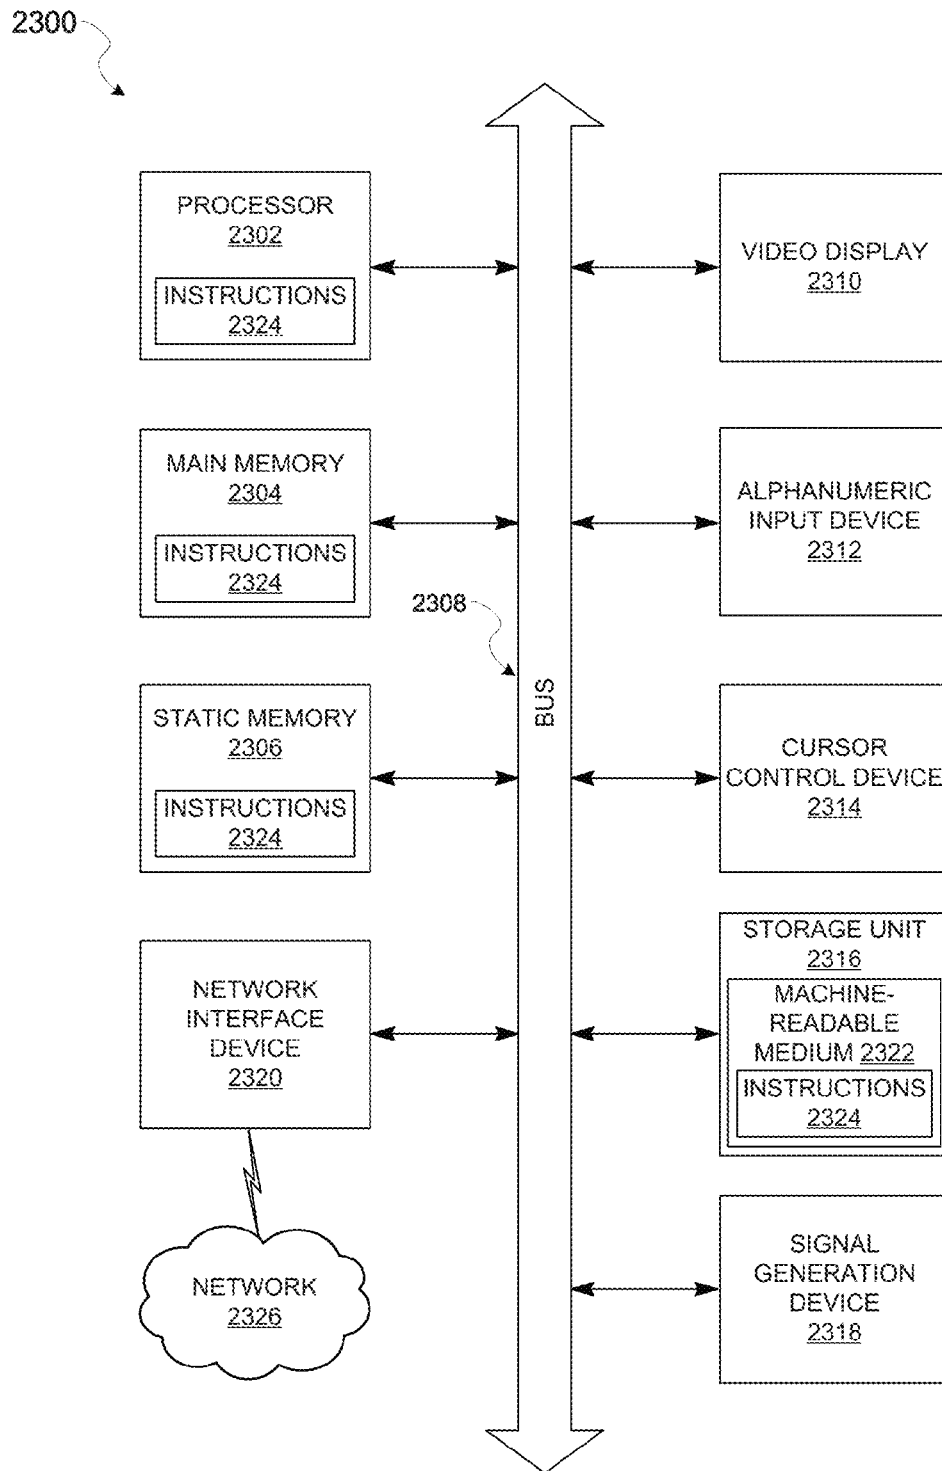 2300
PROCESSOR
2302
INSTRUCTIONS
2324
MAIN MEMORY
2304
INSTRUCTIONS
2324
STATIC MEMORY
2306
INSTRUCTIONS
2324
NETWORK
INTERFACE
DEVICE
2320
NETWORK
2326
2308
BUS
VIDEO DISPLAY
2310
ALPHANUMERIC
INPUT DEVICE
2312
CURSOR
CONTROL DEVICE
2314
STORAGE UNIT
2316
MACHINE-
READABLE
MEDIUM 2322
INSTRUCTIONS
2324
SIGNAL
GENERATION
DEVICE
2318